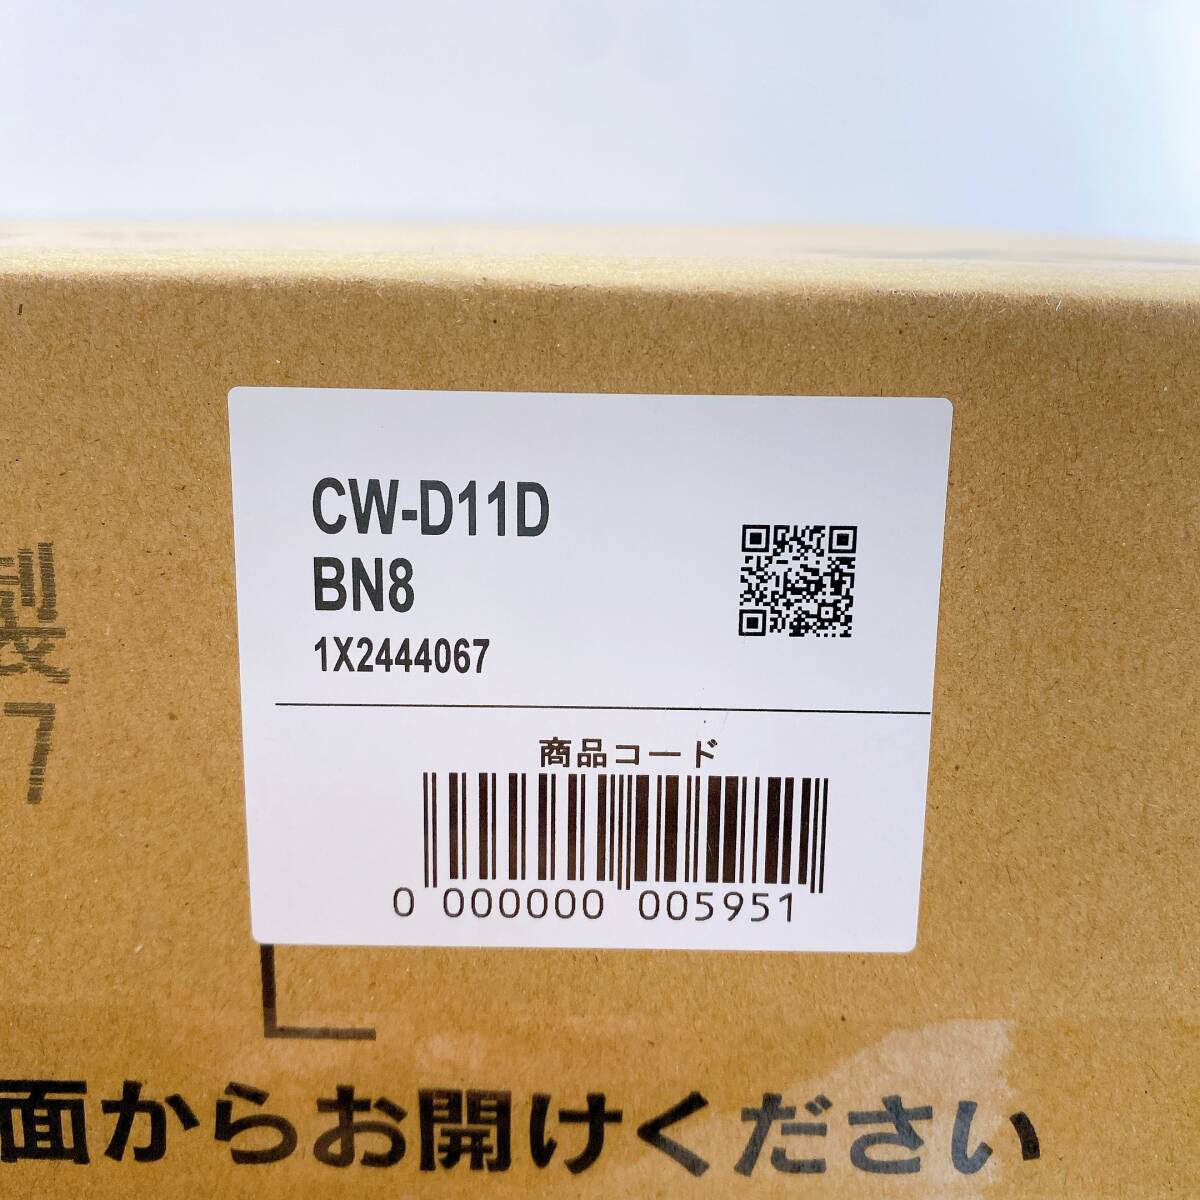 CW-D11D
BN8
1X2444067
商品コード
0 000000 005951
面からお開けください